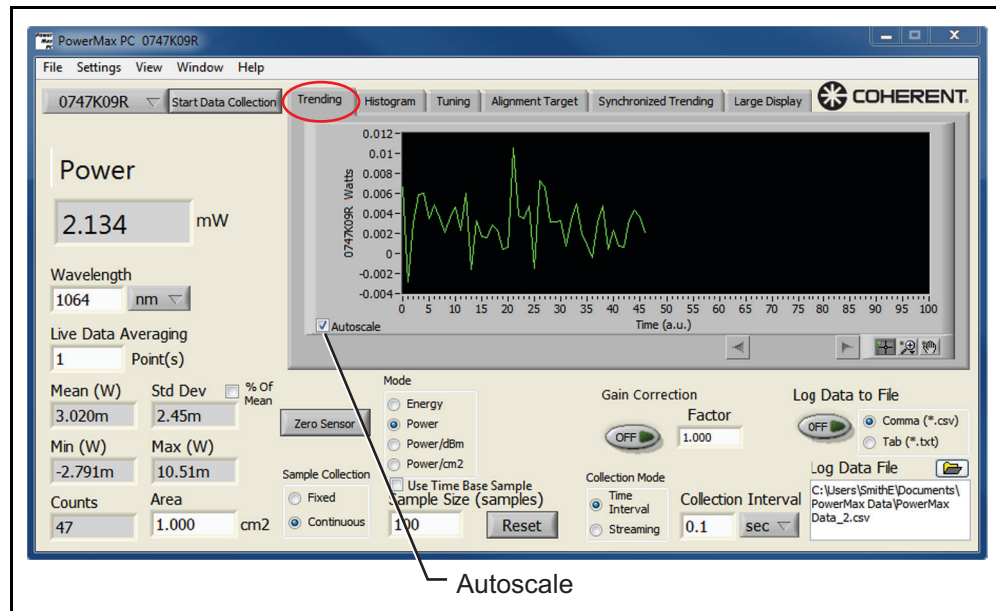 PowerMax PC 0747K09R
File Settings View Window Help
0747K09R Start Data Collection Trending Histogram Tuning Alignment Target Synchronized Trending Large Display COHERENT.
Power
2.134 mW
Wavelength
1064 nm
Live Data Averaging
1 Point(s)
Mean (W) Std Dev % Of Mean
3.020m 2.45m
Min (W) Max (W)
-2.791m 10.51m
Counts Area
47 1.000 cm2
0747K09R Watts
0.012
0.01
0.008
0.006
0.004
0.002
0
-0.002
-0.004
0 5 10 15 20 25 30 35 40 45 50 55 60 65 70 75 80 85 90 95 100
Time (a.u.)
Autoscale
Zero Sensor
Mode
Energy
Power
Power/dBm
Power/cm2
Use Time Base Sample
Sample Collection
Fixed
Continuous
Sample Size (samples)
100 Reset
Gain Correction
OFF
Factor
1.000
Collection Mode
Time Interval
Streaming
Collection Interval
0.1 sec
Log Data to File
OFF
Comma (*.csv)
Tab (*.txt)
Log Data File
C:\Users\SmithE\Documents\
PowerMax Data\PowerMax
Data_2.csv
Autoscale